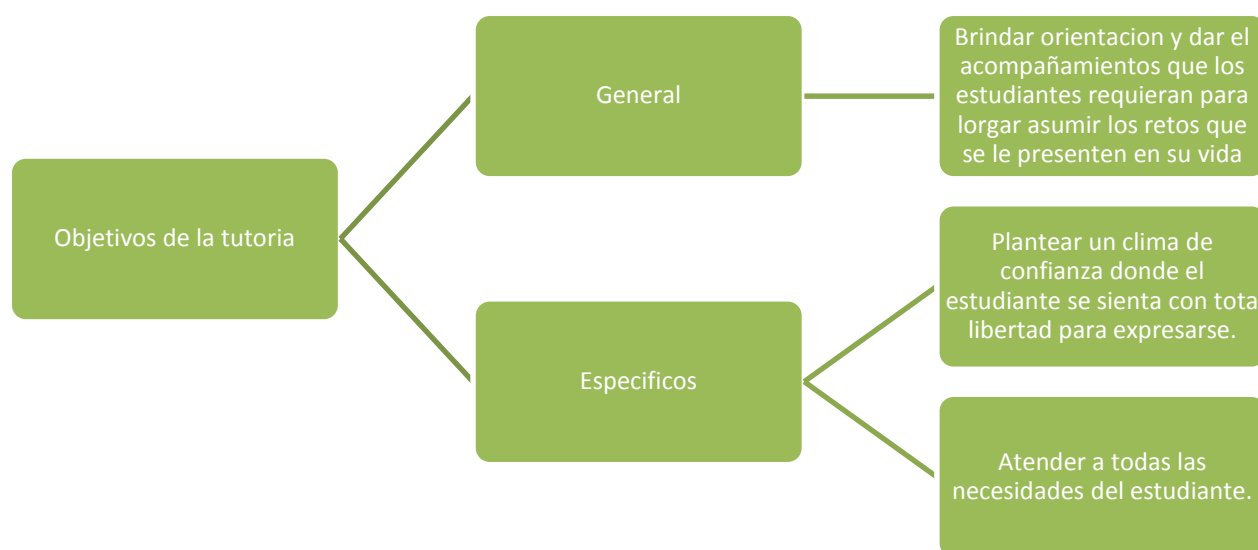 Objetivos de la tutoria
General
Brindar orientacion y dar el
acompañamientos que los
estudiantes requieran para
lorgar asumir los retos que
se le presenten en su vida
Especificos
Plantear un clima de
confianza donde el
estudiante se sienta con tota
libertad para expresarse.
Atender a todas las
necesidades del estudiante.